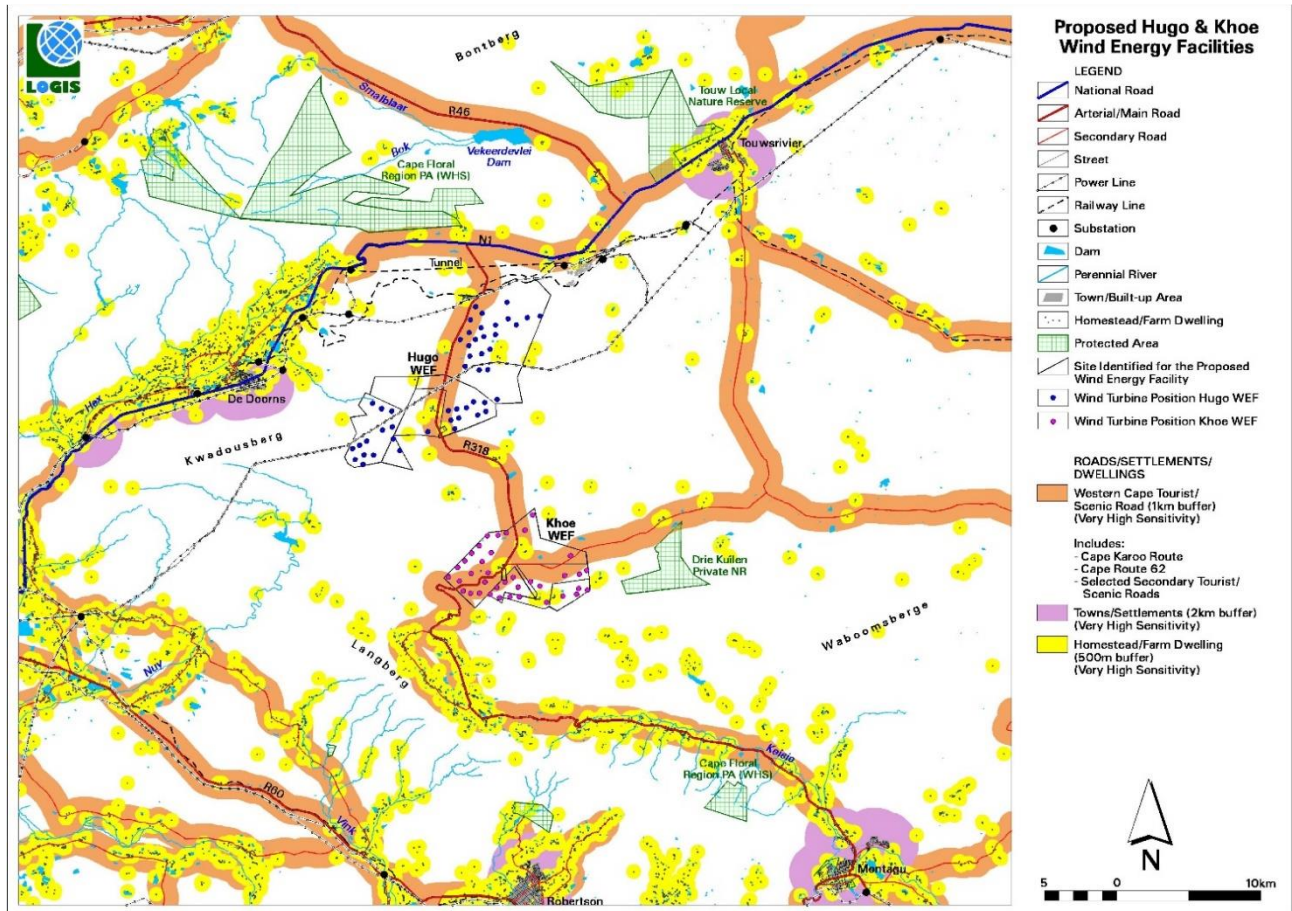 LOGIS
Bontberg
Smalblaar
R46
Touw Local
Nature Reserve
Touwsrivier
Bok
Vekeerdevlei
Dam
Cape Floral
Region PA (WHS)
N1
Tunnel
Hugo
WEF
De Doorns
Hex
Kwadousberg
R318
Khoe
WEF
Drie Kuilen
Private NR
Waboomsberge
Langberg
Nuy
Keisie
Cape Floral
Region PA (WHS)
R60
Vink
Montagu
Robertson
Proposed Hugo & Khoe
Wind Energy Facilities
LEGEND
National Road
Arterial/Main Road
Secondary Road
Street
Power Line
Railway Line
Substation
Dam
Perennial River
Town/Built-up Area
Homestead/Farm Dwelling
Protected Area
Site Identified for the Proposed
Wind Energy Facility
Wind Turbine Position Hugo WEF
Wind Turbine Position Khoe WEF
ROADS/SETTLEMENTS/
DWELLINGS
Western Cape Tourist/
Scenic Road (1km buffer)
(Very High Sensitivity)
Includes:
- Cape Karoo Route
- Cape Route 62
- Selected Secondary Tourist/
Scenic Roads
Towns/Settlements (2km buffer)
(Very High Sensitivity)
Homestead/Farm Dwelling
(500m buffer)
(Very High Sensitivity)
N
5 0 10km